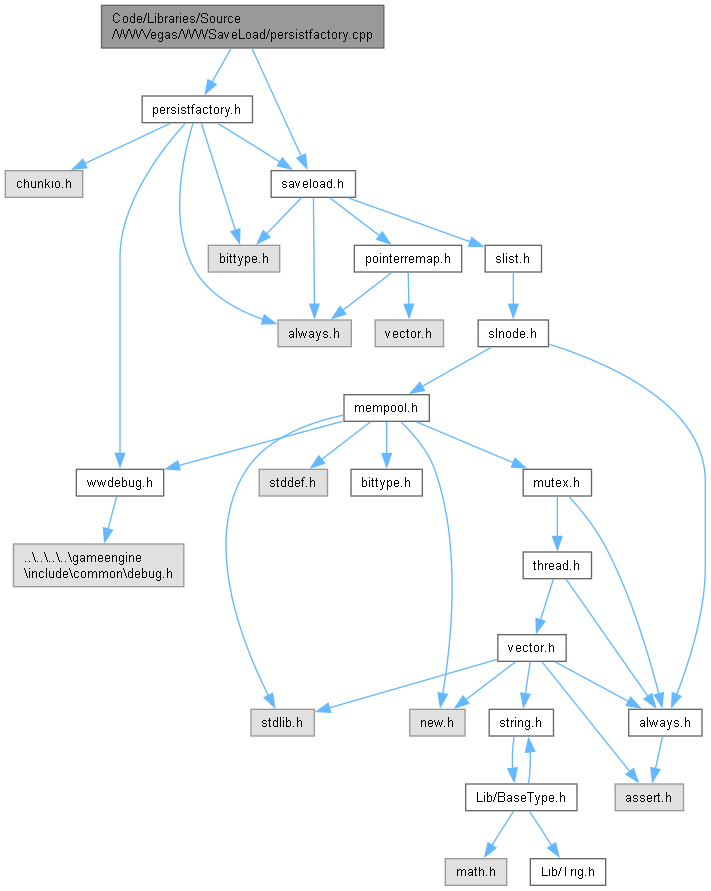 Code/Libraries/Source
/WWVegas/WWSaveLoad/persistfactory.cpp
persistfactory.h
chunkio.h
saveload.h
bittype.h
pointerremap.h
slist.h
always.h
vector.h
slnode.h
mempool.h
wwdebug.h
stddef.h
bittype.h
mutex.h
..\..\..\..\gameengine
\include\common\debug.h
thread.h
vector.h
stdlib.h
new.h
string.h
always.h
Lib/BaseType.h
assert.h
math.h
Lib/Trig.h